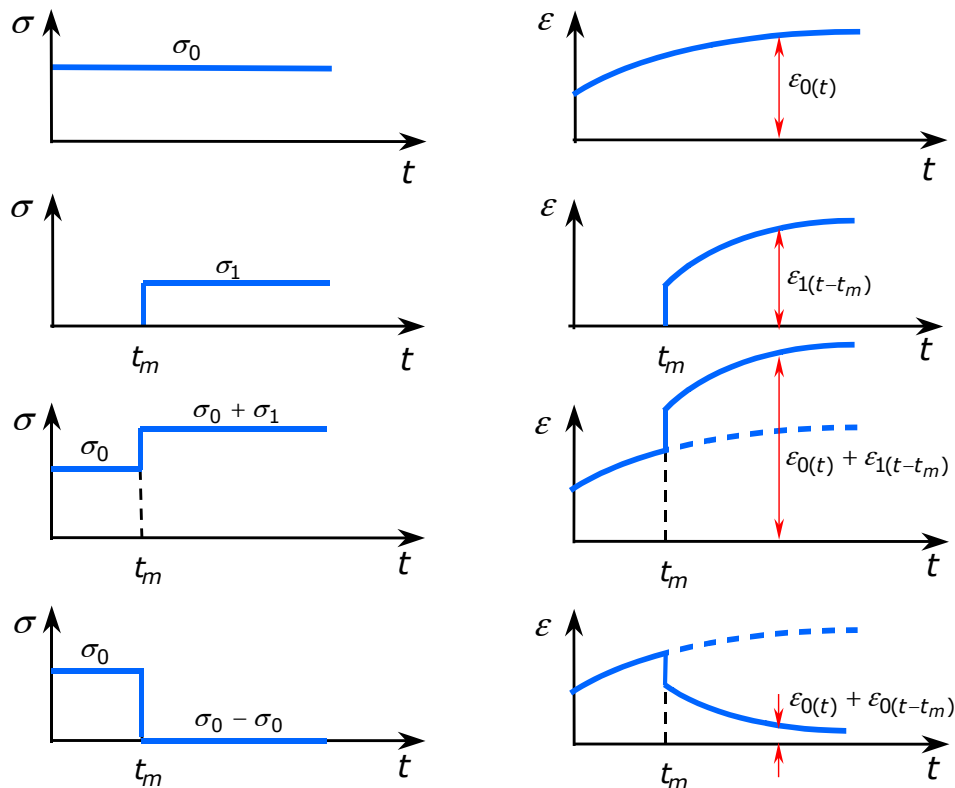 σ
σ₀
t
ε
ε₀₍t₎
t
σ
σ₁
tₘ
t
ε
ε₁₍t−tₘ₎
tₘ
t
σ
σ₀
σ₀ + σ₁
tₘ
t
ε
ε₀₍t₎ + ε₁₍t−tₘ₎
tₘ
t
σ
σ₀
σ₀ − σ₀
tₘ
t
ε
ε₀₍t₎ + ε₀₍t−tₘ₎
tₘ
t